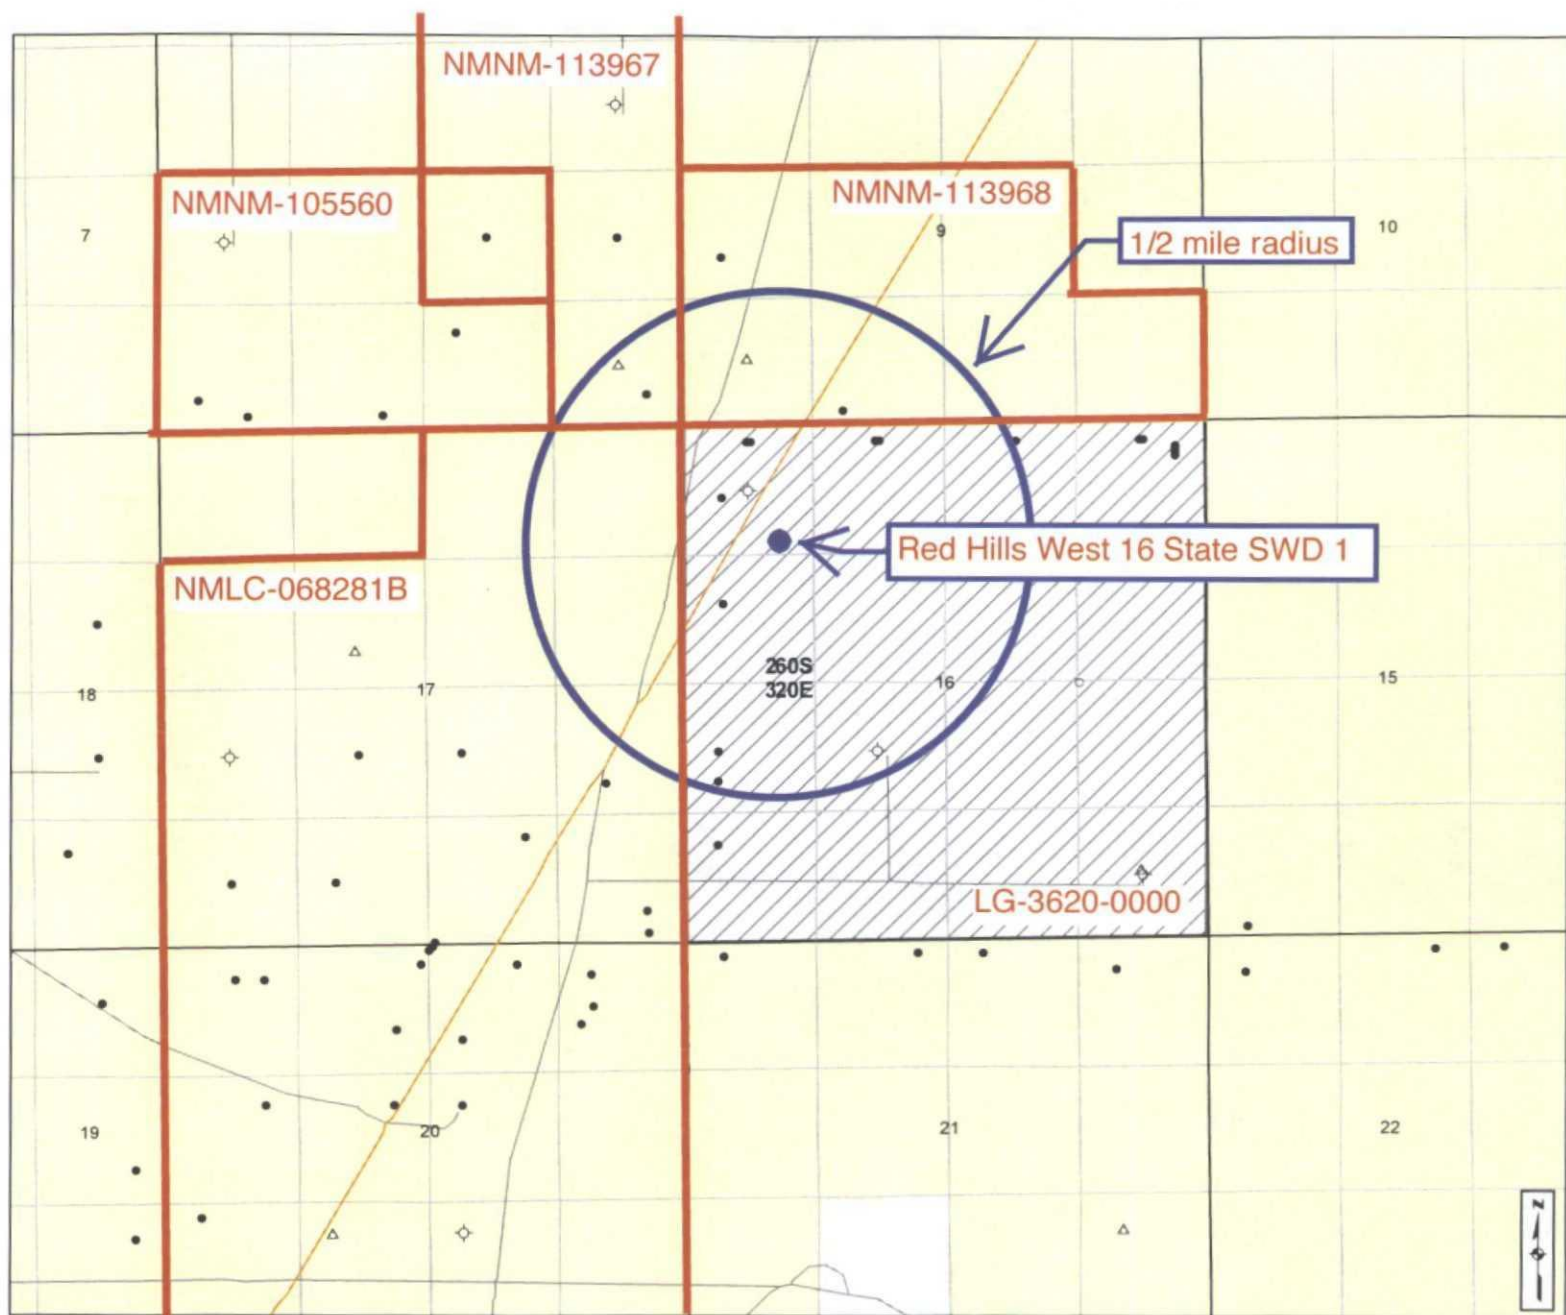 NMNM-113967
NMNM-105560
NMNM-113968
7
9
10
1/2 mile radius
Red Hills West 16 State SWD 1
NMLC-068281B
260S
320E
18
17
16
15
LG-3620-0000
19
20
21
22
N